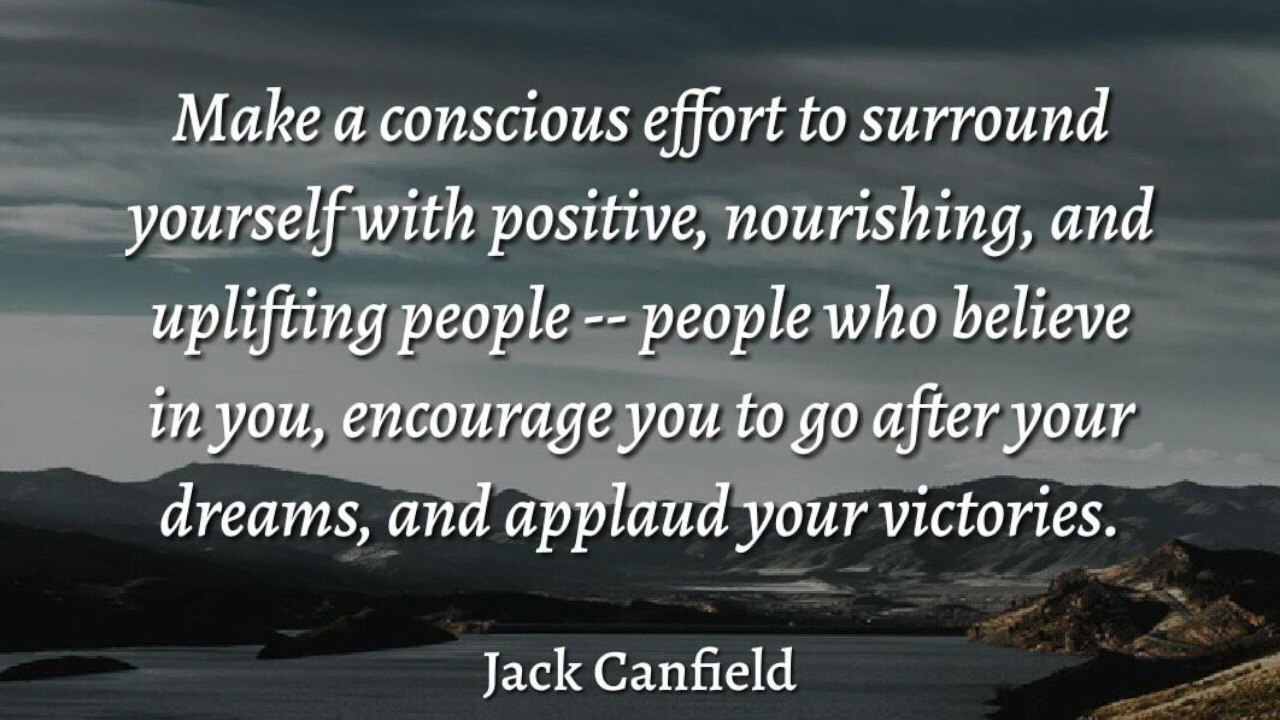 Make a conscious effort to surround
yourself with positive, nourishing, and
uplifting people -- people who believe
in you, encourage you to go after your
dreams, and applaud your victories.
Jack Canfield